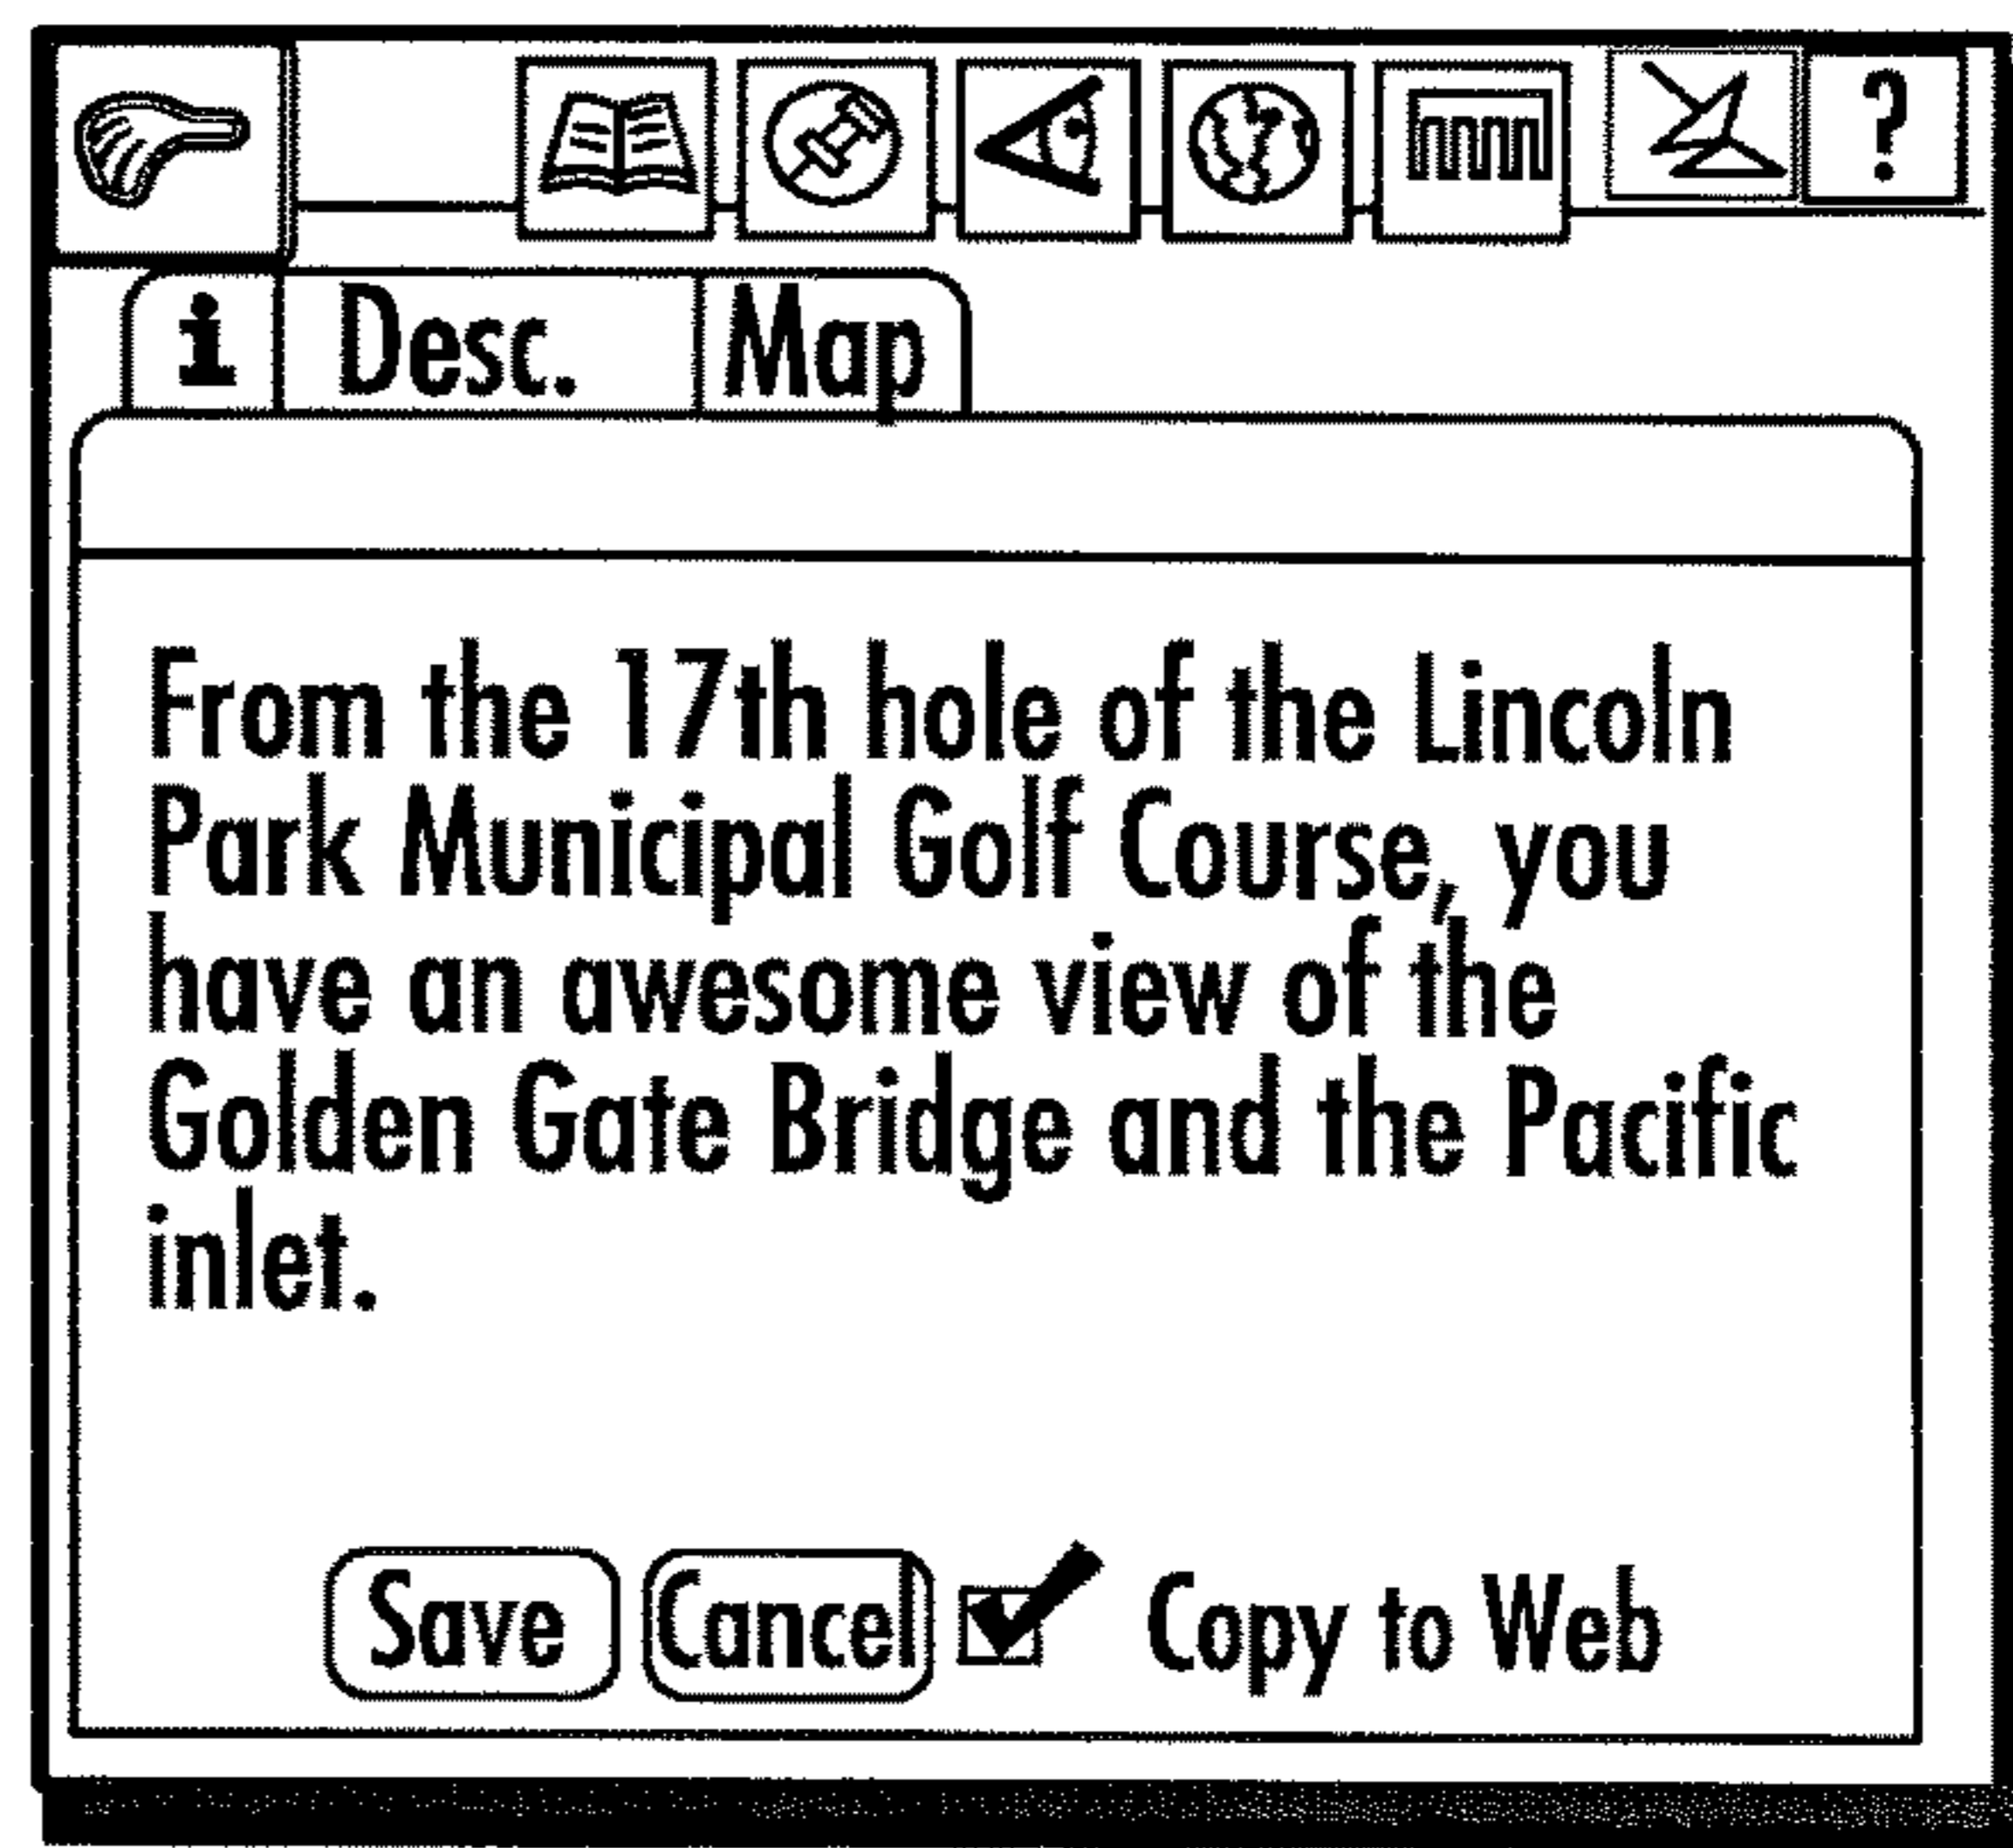 ?
i Desc. Map
From the 17th hole of the Lincoln
Park Municipal Golf Course, you
have an awesome view of the
Golden Gate Bridge and the Pacific
inlet.
Save Cancel Copy to Web